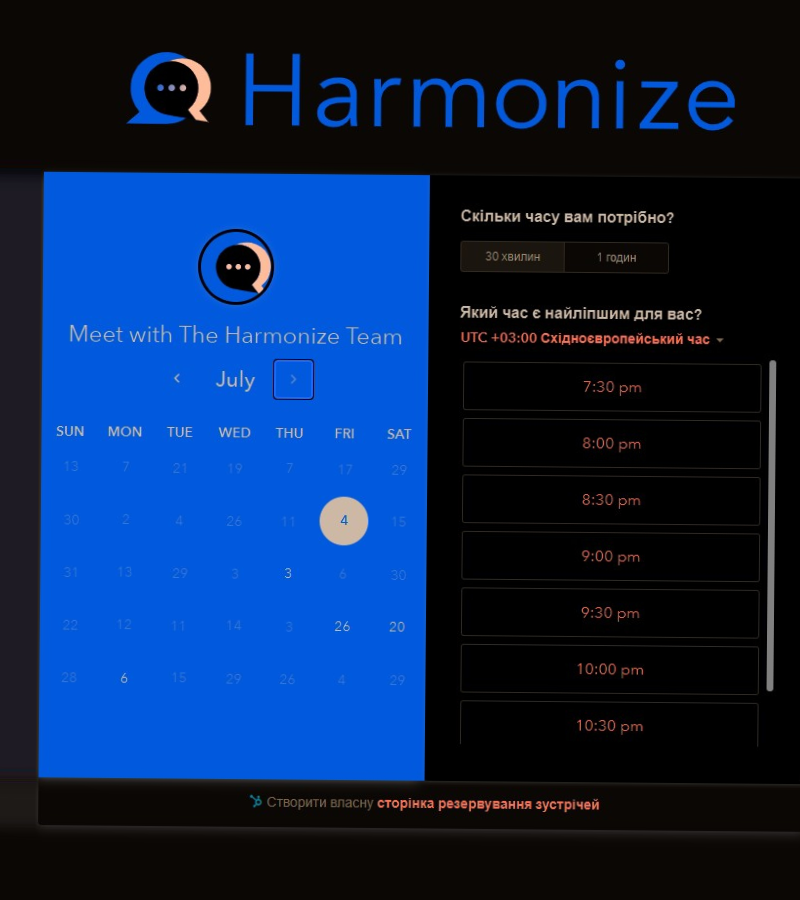 Harmonize
Meet with The Harmonize Team
July
SUN MON TUE WED THU FRI SAT
13 7 21 19 7 17 29
30 2 4 26 11 4 15
31 13 29 3 3 6 30
22 12 11 14 3 26 20
28 6 15 29 26 4 29
Скільки часу вам потрібно?
30 хвилин 1 годин
Який час є найліпшим для вас?
UTC +03:00 Східноєвропейський час
7:30 pm
8:00 pm
8:30 pm
9:00 pm
9:30 pm
10:00 pm
10:30 pm
Створити власну сторінка резервування зустрічей